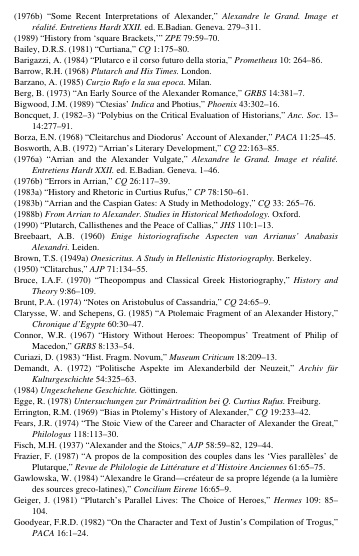 (1976b) “Some Recent Interpretations of Alexander,” Alexandre le Grand. Image et
réalité. Entretiens Hardt XXII. ed. E.Badian. Geneva. 279–311.
(1989) “History from ‘square Brackets,’” ZPE 79:59–70.
Bailey, D.R.S. (1981) “Curtiana,” CQ 1:175-80.
Barigazzi, A. (1984) “Plutarco e il corso futuro della storia,” Prometheus 10: 264–86.
Barrow, R.H. (1968) Plutarch and His Times. London.
Barzano, A. (1985) Curzio Rufo e la sua epoca. Milan.
Berg, B. (1973) “An Early Source of the Alexander Romance,” GRBS 14:381–7.
Bigwood, J.M. (1989) “Ctesias’ Indica and Photius,” Phoenix 43:302–16.
Boncquet, J. (1982–3) “Polybius on the Critical Evaluation of Historians,” Anc. Soc. 13–
14:277–91.
Borza, E.N. (1968) “Cleitarchus and Diodorus’ Account of Alexander,” PACA 11:25–45.
Bosworth, A.B. (1972) “Arrian’s Literary Development,” CQ 22:163–85.
(1976a) “Arrian and the Alexander Vulgate,” Alexandre le Grand. Image et réalité.
Entretiens Hardt XXII. ed. E.Badian. Geneva. 1–46.
(1976b) “Errors in Arrian,” CQ 26:117–39.
(1983a) “History and Rhetoric in Curtius Rufus,” CP 78:150–61.
(1983b) “Arrian and the Caspian Gates: A Study in Methodology,” CQ 33: 265–76.
(1988b) From Arrian to Alexander. Studies in Historical Methodology. Oxford.
(1990) “Plutarch, Callisthenes and the Peace of Callias,” JHS 110:1–13.
Breebaart, A.B. (1960) Enige historiografische Aspecten van Arrianus’ Anabasis
Alexandri. Leiden.
Brown, T.S. (1949a) Onesicritus. A Study in Hellenistic Historiography. Berkeley.
(1950) “Clitarchus,” AJP 71:134–55.
Bruce, I.A.F. (1970) “Theopompus and Classical Greek Historiography,” History and
Theory 9:86–109.
Brunt, P.A. (1974) “Notes on Aristobulus of Cassandria,” CQ 24:65–9.
Clarysse, W. and Schepens, G. (1985) “A Ptolemaic Fragment of an Alexander History,”
Chronique d’Egypte 60:30–47.
Connor, W.R. (1967) “History Without Heroes: Theopompus’ Treatment of Philip of
Macedon,” GRBS 8:133–54.
Curiazi, D. (1983) “Hist. Fragm. Novum,” Museum Criticum 18:209–13.
Demandt, A. (1972) “Politische Aspekte im Alexanderbild der Neuzeit,” Archiv für
Kulturgeschichte 54:325–63.
(1984) Ungeschehene Geschichte. Göttingen.
Egge, R. (1978) Untersuchungen zur Primärtradition bei Q. Curtius Rufus. Freiburg.
Errington, R.M. (1969) “Bias in Ptolemy’s History of Alexander,” CQ 19:233–42.
Fears, J.R. (1974) “The Stoic View of the Career and Character of Alexander the Great,”
Philologus 118:113–30.
Fisch, M.H. (1937) “Alexander and the Stoics,” AJP 58:59–82, 129–44.
Frazier, F. (1987) “A propos de la composition des couples dans les ‘Vies parallèles’ de
Plutarque,” Revue de Philologie de Littérature et d’Histoire Anciennes 61:65–75.
Gawlowska, W. (1984) “Alexandre le Grand—créateur de sa propre légende (a la lumière
des sources greco-latines),” Concilium Eirene 16:65–9.
Geiger, J. (1981) “Plutarch’s Parallel Lives: The Choice of Heroes,” Hermes 109: 85–
104.
Goodyear, F.R.D. (1982) “On the Character and Text of Justin’s Compilation of Trogus,”
PACA 16:1–24.